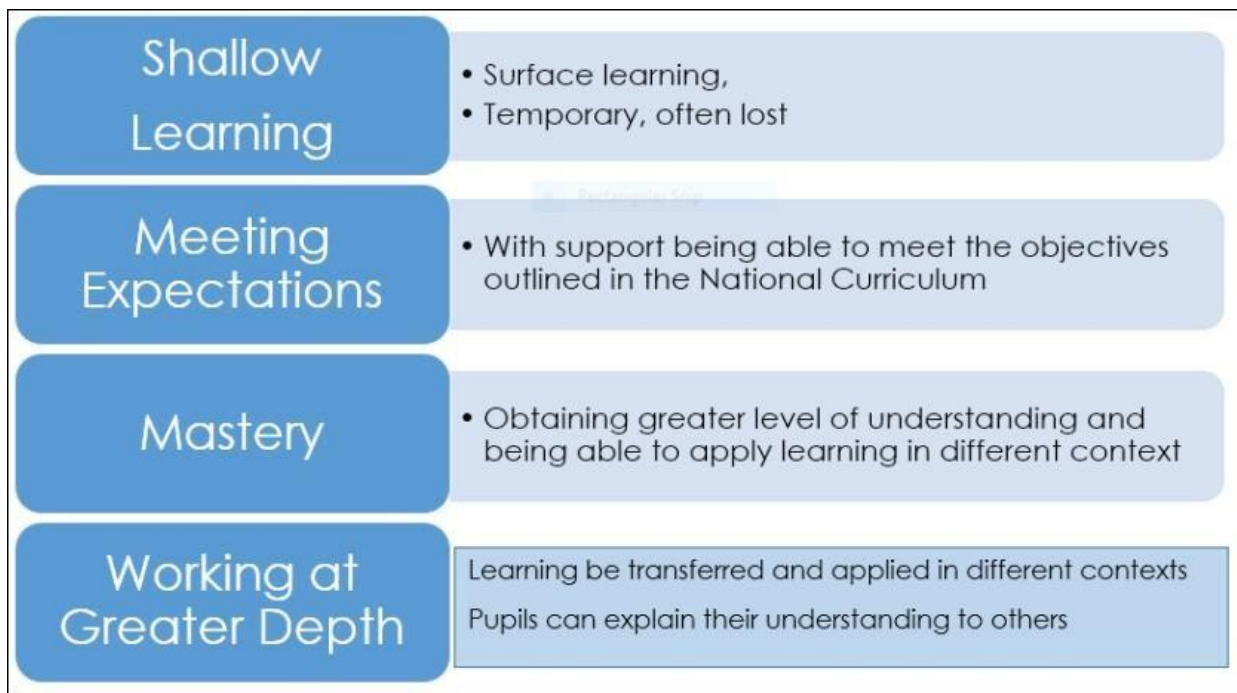 Shallow
Learning
• Surface learning,
• Temporary, often lost
Rectangular Snip
Meeting
Expectations
• With support being able to meet the objectives
outlined in the National Curriculum
Mastery
• Obtaining greater level of understanding and
being able to apply learning in different context
Working at
Greater Depth
Learning be transferred and applied in different contexts
Pupils can explain their understanding to others